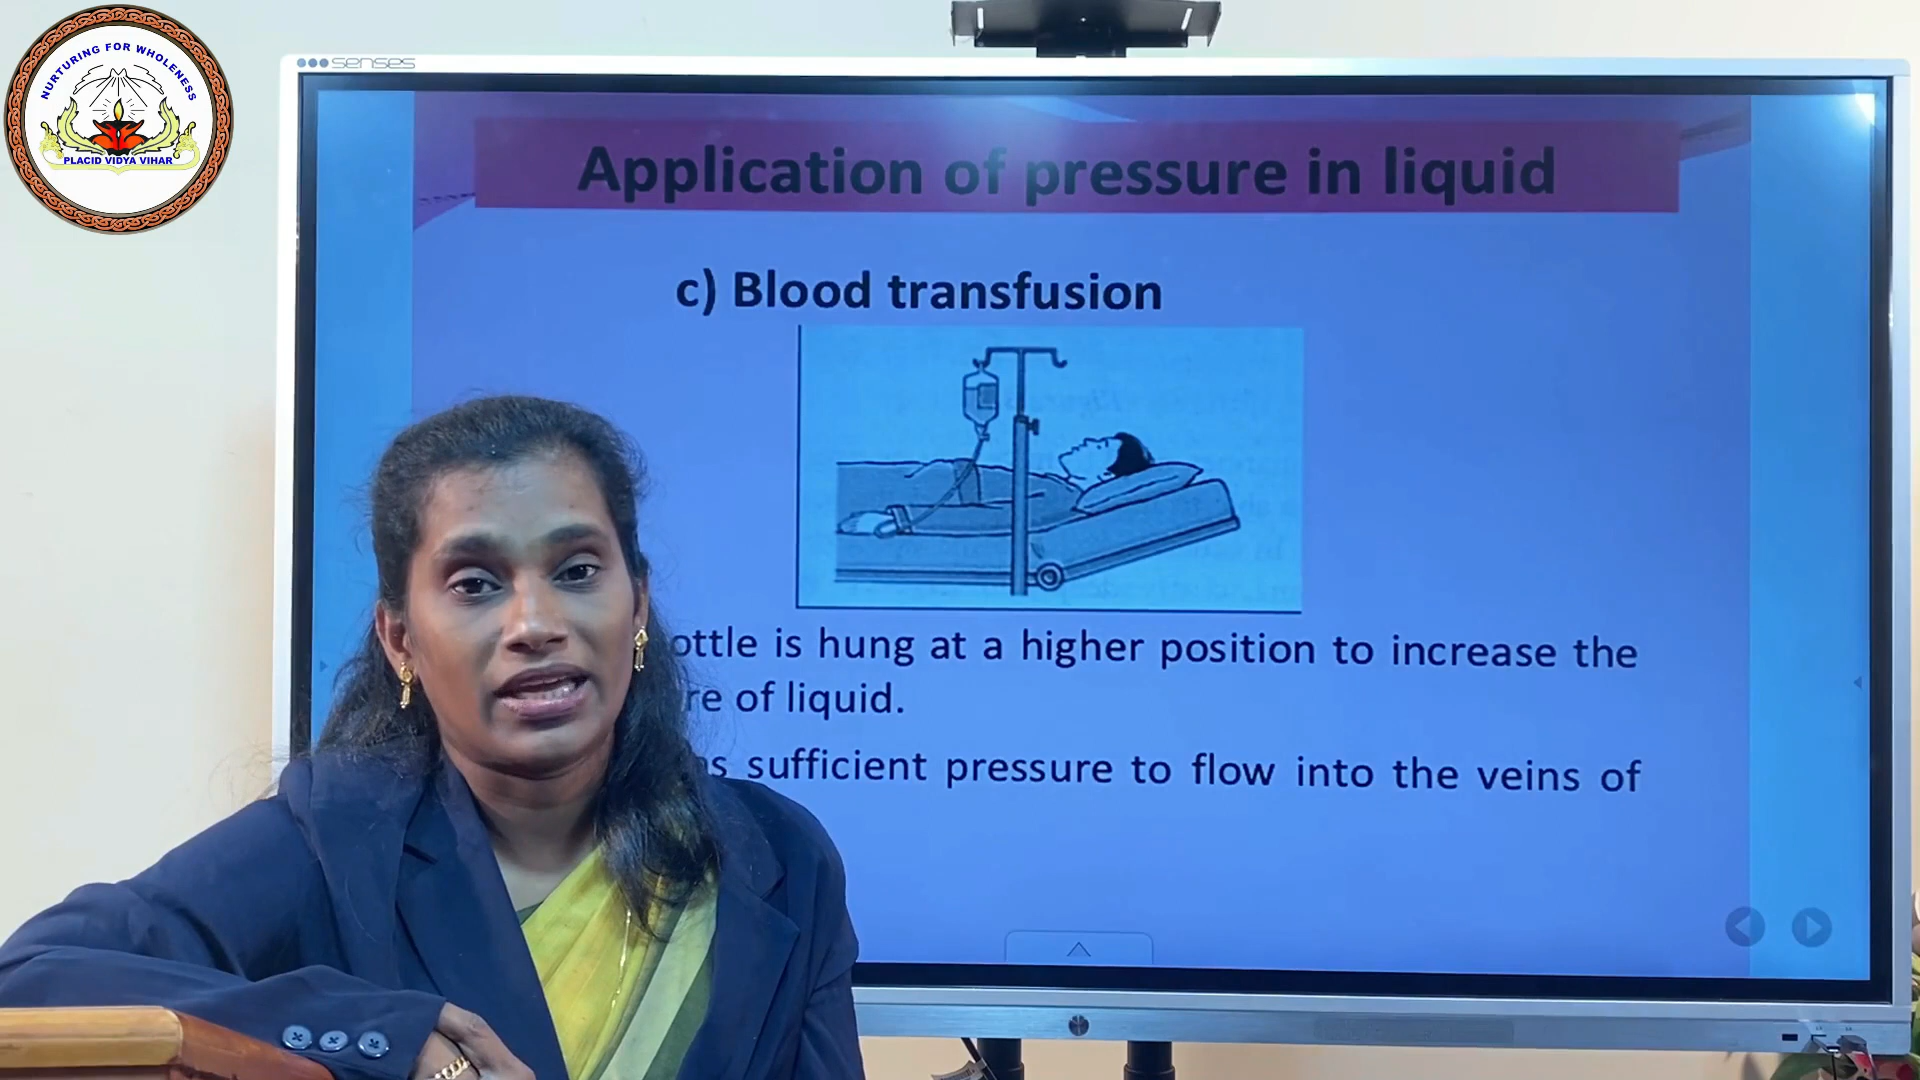 NURTURING FOR WHOLENESS
PLACID VIDYA VIHAR
senses
Application of pressure in liquid
c) Blood transfusion
ottle is hung at a higher position to increase the
re of liquid.
as sufficient pressure to flow into the veins of